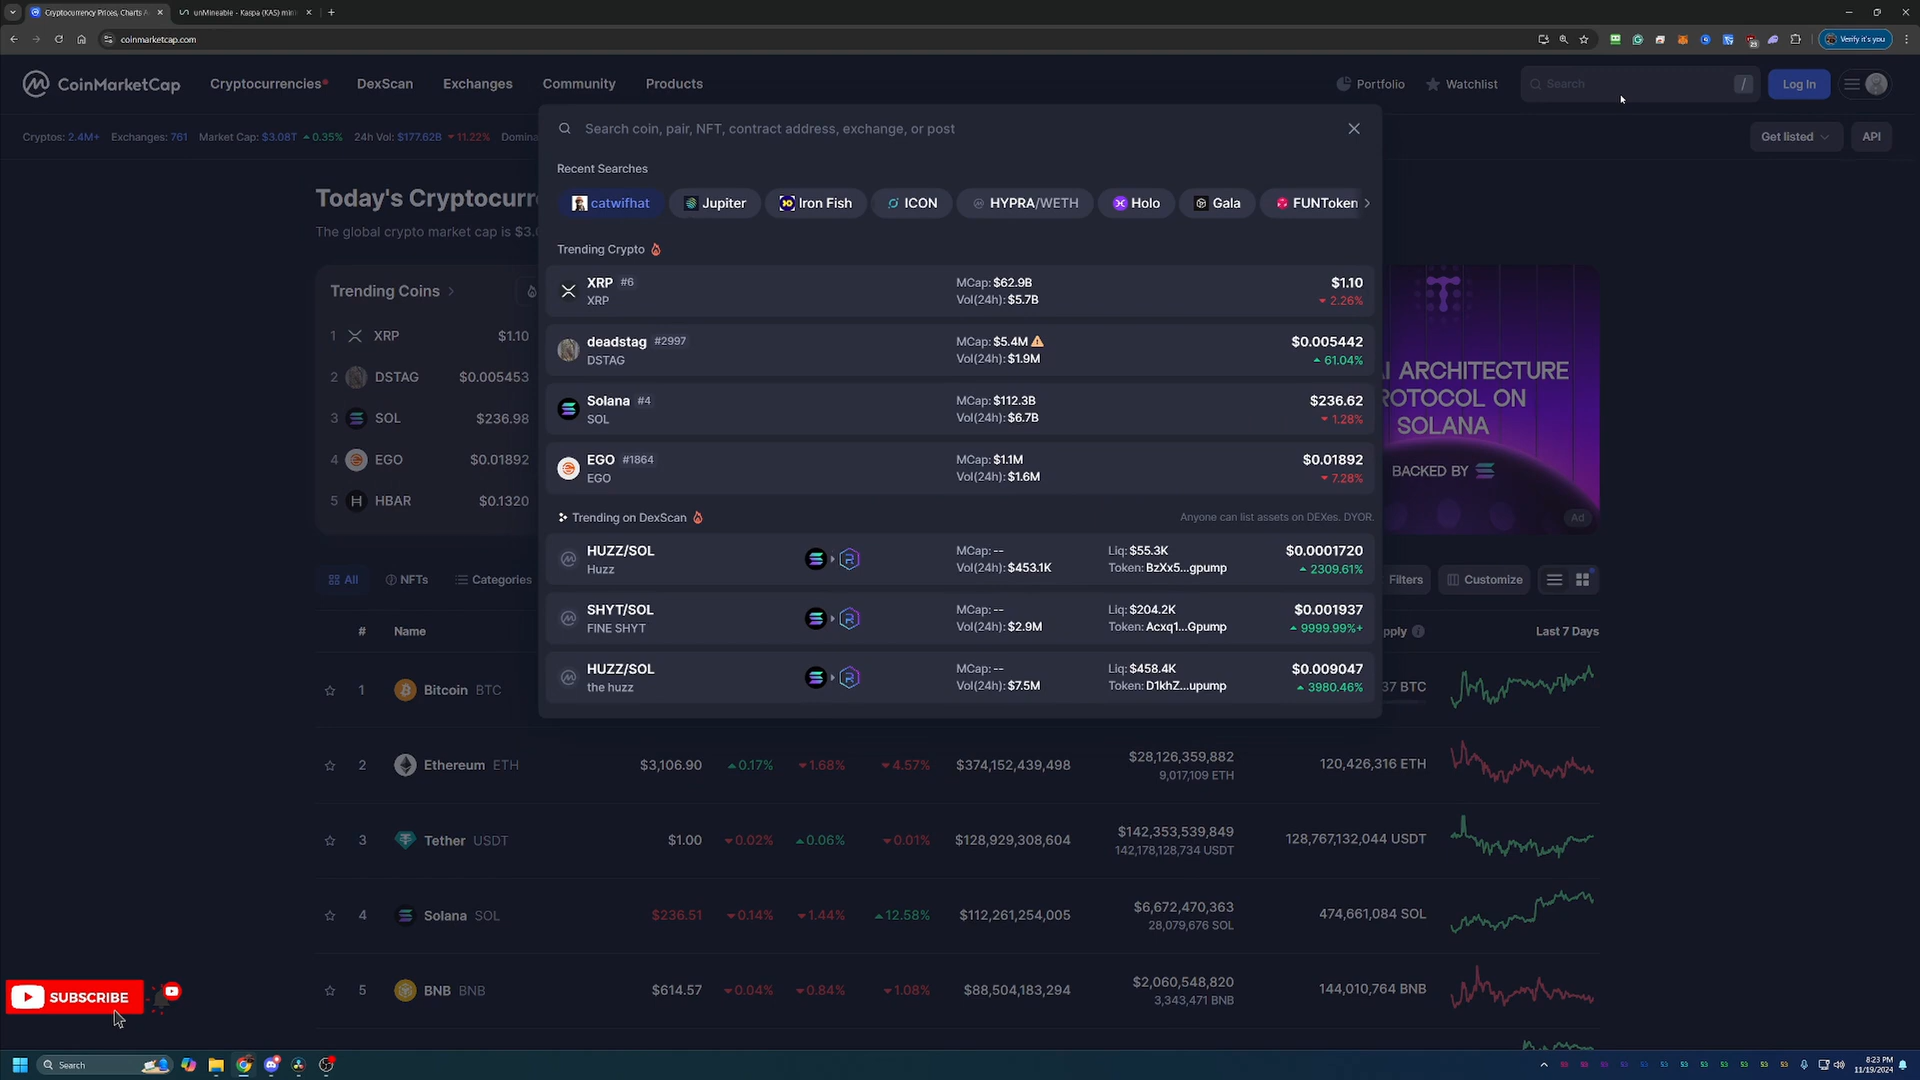 Cryptocurrency Prices, Charts A
unMineable - Kaspa (KAS) mini
coinmarketcap.com
23
Verify it's you
CoinMarketCap
Cryptocurrencies
DexScan
Exchanges
Community
Products
Portfolio
Watchlist
Search
/
Log In
Cryptos: 2.4M+ Exchanges: 761 Market Cap: $3.08T 0.35% 24h Vol: $177.62B 11.22% Domina
Get listed
API
Search coin, pair, NFT, contract address, exchange, or post
Recent Searches
catwifhat
Jupiter
Iron Fish
ICON
HYPRA/WETH
Holo
Gala
FUNToken
Today's Cryptocurr
The global crypto market cap is $3.0
Trending Crypto
XRP #6 MCap: $62.9B $1.10
XRP Vol(24h): $5.7B 2.26%
deadstag #2997 MCap: $5.4M $0.005442
DSTAG Vol(24h): $1.9M 61.04%
Solana #4 MCap: $112.3B $236.62
SOL Vol(24h): $6.7B 1.28%
EGO #1864 MCap: $1.1M $0.01892
EGO Vol(24h): $1.6M 7.28%
Trending on DexScan
Anyone can list assets on DEXes. DYOR.
HUZZ/SOL MCap: -- Liq: $55.3K $0.0001720
Huzz Vol(24h): $453.1K Token: BzXx5...gpump 2309.61%
SHYT/SOL MCap: -- Liq: $204.2K $0.001937
FINE SHYT Vol(24h): $2.9M Token: Acxq1...Gpump 9999.99%+
HUZZ/SOL MCap: -- Liq: $458.4K $0.009047
the huzz Vol(24h): $7.5M Token: D1khZ...upump 3980.46%
Trending Coins
1 XRP $1.10
2 DSTAG $0.005453
3 SOL $236.98
4 EGO $0.01892
5 HBAR $0.1320
AI ARCHITECTURE
ROTOCOL ON
SOLANA
BACKED BY
Ad
All
NFTs
Categories
Filters
Customize
# Name
pply
Last 7 Days
1 Bitcoin BTC 37 BTC
2 Ethereum ETH $3,106.90 0.17% 1.68% 4.57% $374,152,439,498 $28,126,359,882 120,426,316 ETH
9,017,109 ETH
3 Tether USDT $1.00 0.02% 0.06% 0.01% $128,929,308,604 $142,353,539,849 128,767,132,044 USDT
142,178,128,734 USDT
4 Solana SOL $236.51 0.14% 1.44% 12.58% $112,261,254,005 $6,672,470,363 474,661,084 SOL
28,079,676 SOL
5 BNB BNB $614.57 0.04% 0.84% 1.08% $88,504,183,294 $2,060,548,820 144,010,764 BNB
3,343,471 BNB
SUBSCRIBE
Search
8:23 PM
11/19/2024